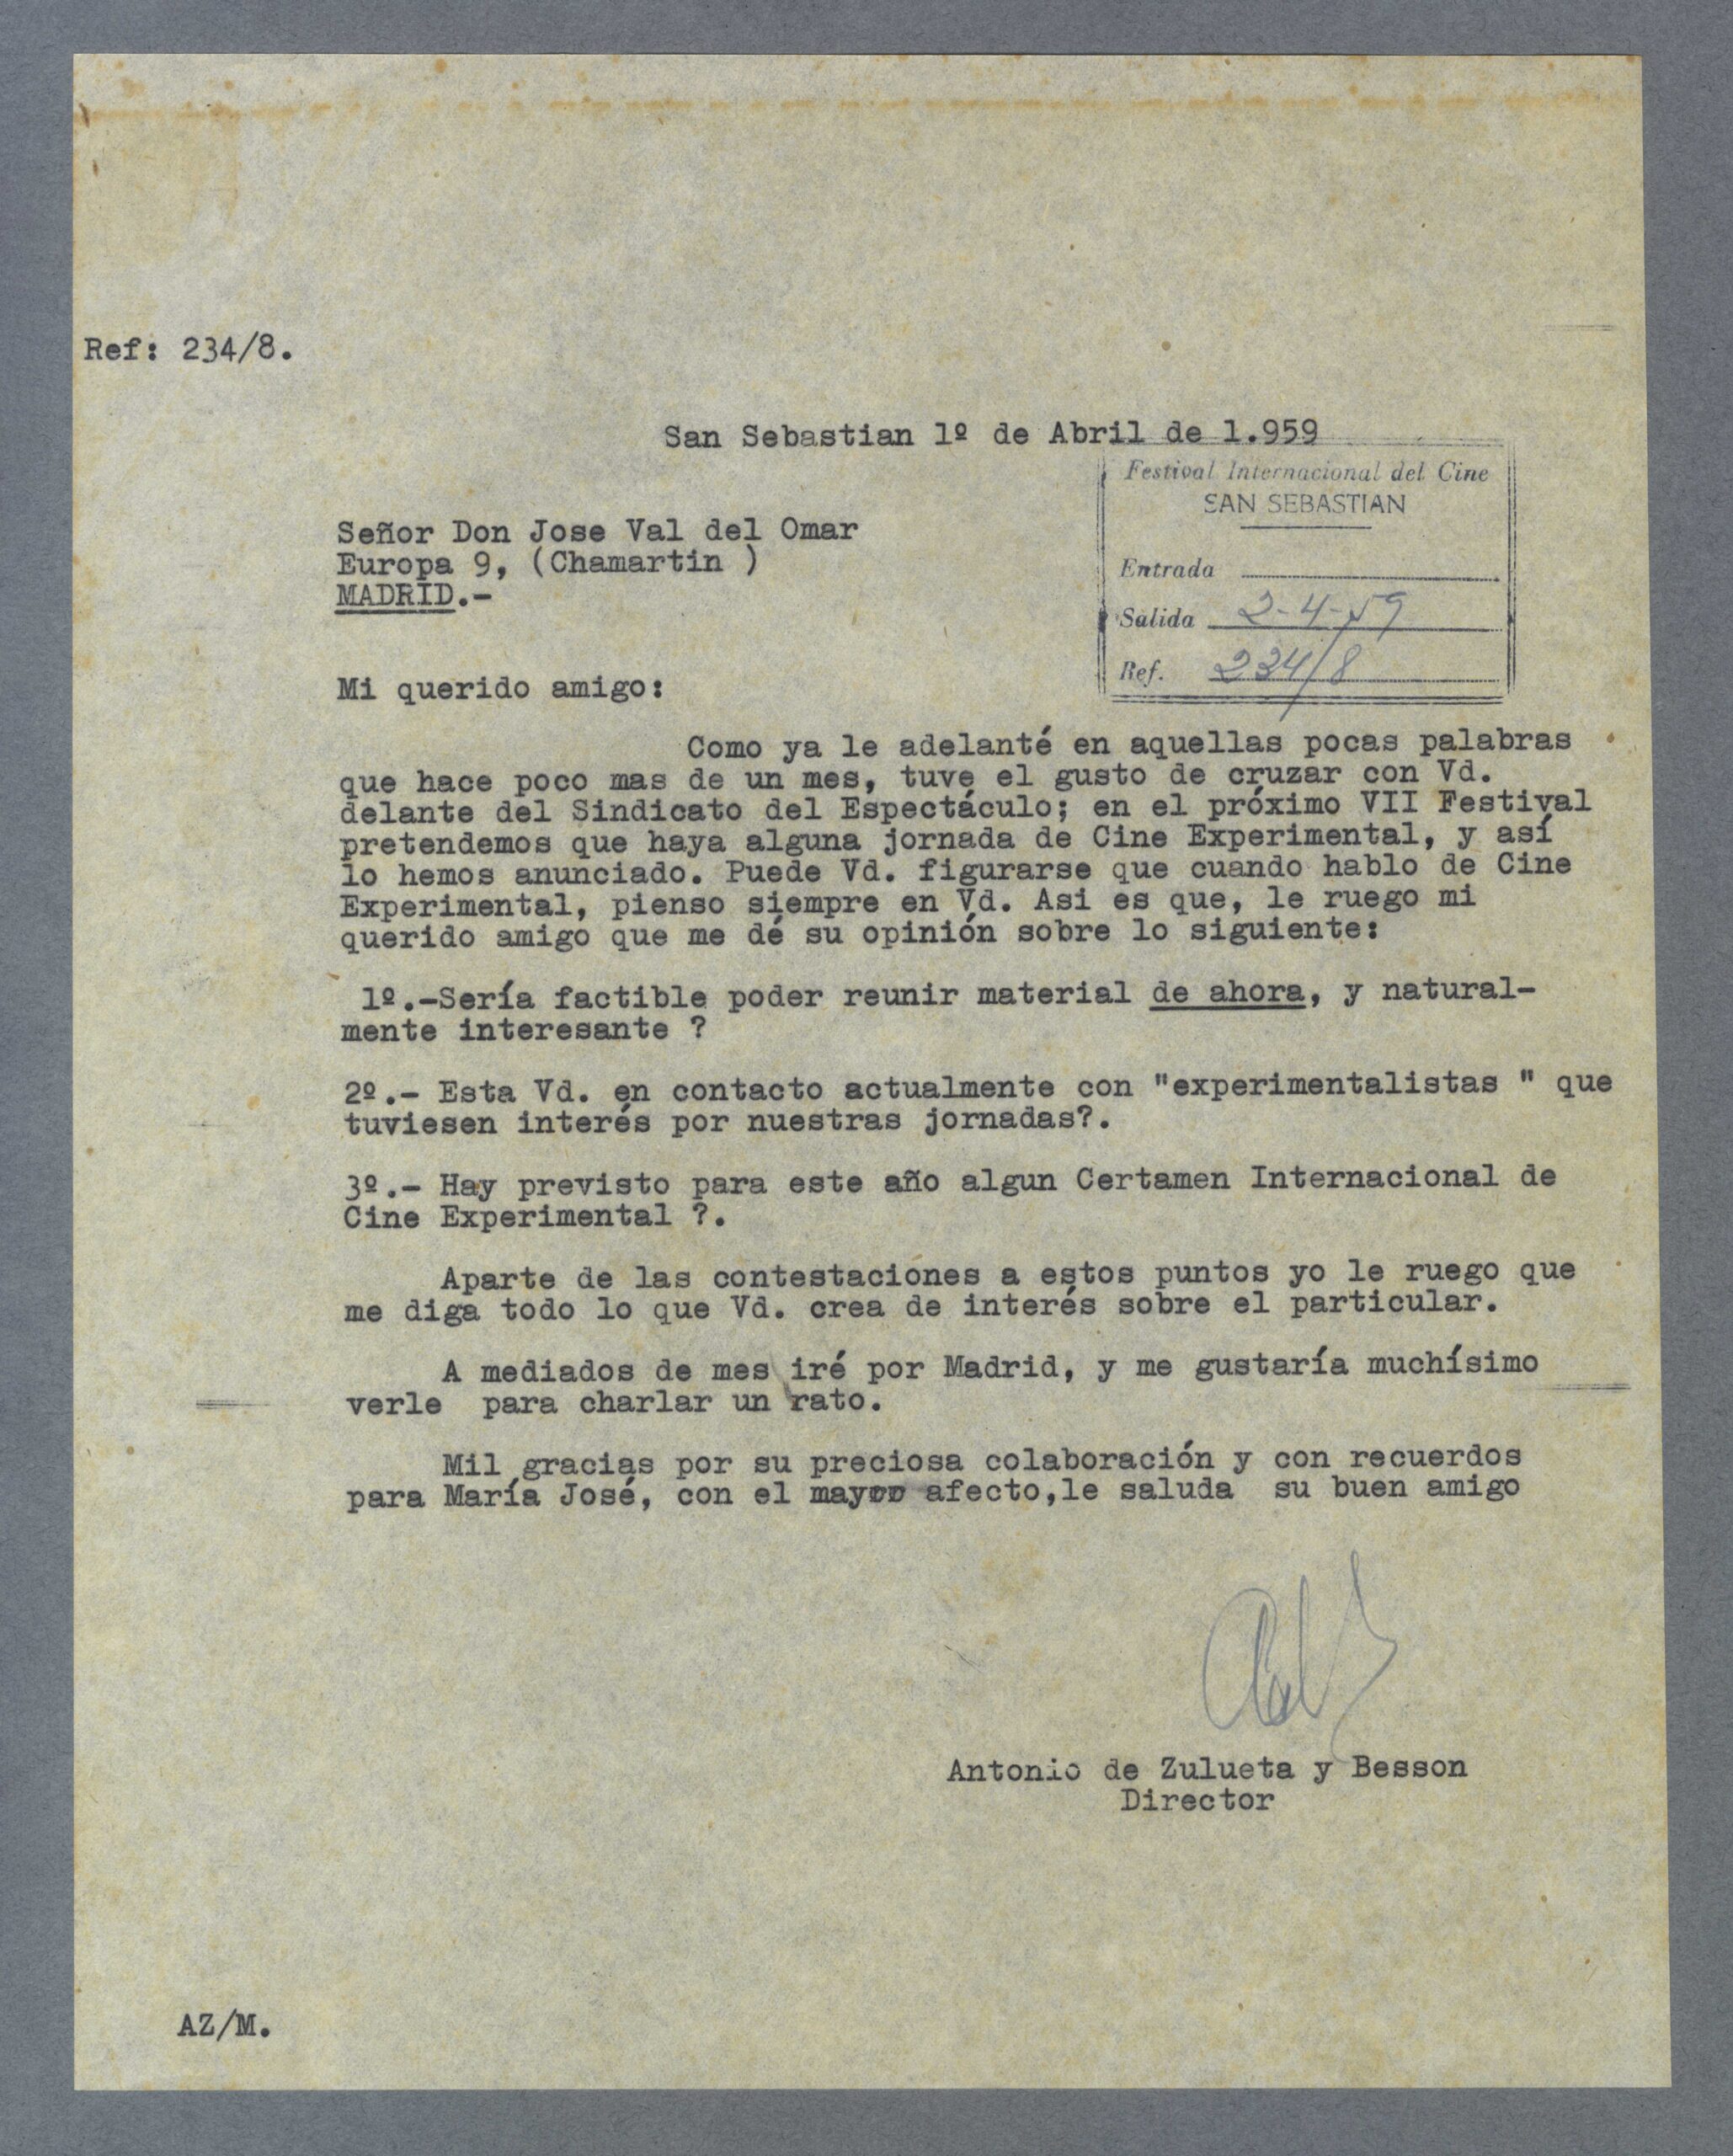 Ref: 234/8.
San Sebastian 1º de Abril de 1.959
Festival Internacional del Cine
SAN SEBASTIAN
Entrada
Salida 2-4-59
Ref. 234/8
Señor Don Jose Val del Omar
Europa 9, (Chamartin )
MADRID.-
Mi querido amigo:
Como ya le adelanté en aquellas pocas palabras
que hace poco mas de un mes, tuve el gusto de cruzar con Vd.
delante del Sindicato del Espectáculo; en el próximo VII Festival
pretendemos que haya alguna jornada de Cine Experimental, y así
lo hemos anunciado. Puede Vd. figurarse que cuando hablo de Cine
Experimental, pienso siempre en Vd. Asi es que, le ruego mi
querido amigo que me dé su opinión sobre lo siguiente:
1º.-Sería factible poder reunir material de ahora, y natural-
mente interesante ?
2º.- Esta Vd. en contacto actualmente con "experimentalistas " que
tuviesen interés por nuestras jornadas?.
3º.- Hay previsto para este año algun Certamen Internacional de
Cine Experimental ?.
Aparte de las contestaciones a estos puntos yo le ruego que
me diga todo lo que Vd. crea de interés sobre el particular.
A mediados de mes iré por Madrid, y me gustaría muchísimo
verle para charlar un rato.
Mil gracias por su preciosa colaboración y con recuerdos
para María José, con el mayor afecto,le saluda su buen amigo
Antonio de Zulueta y Besson
Director
AZ/M.